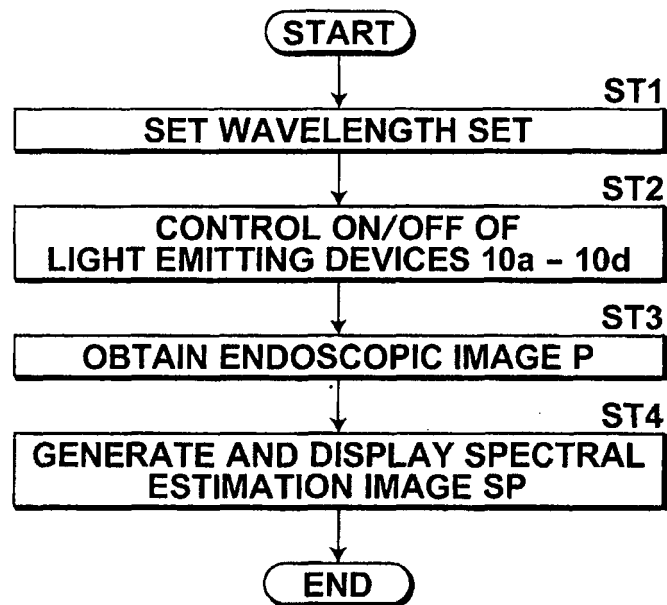 START
ST1
SET WAVELENGTH SET
ST2
CONTROL ON/OFF OF
LIGHT EMITTING DEVICES 10a – 10d
ST3
OBTAIN ENDOSCOPIC IMAGE P
ST4
GENERATE AND DISPLAY SPECTRAL
ESTIMATION IMAGE SP
END